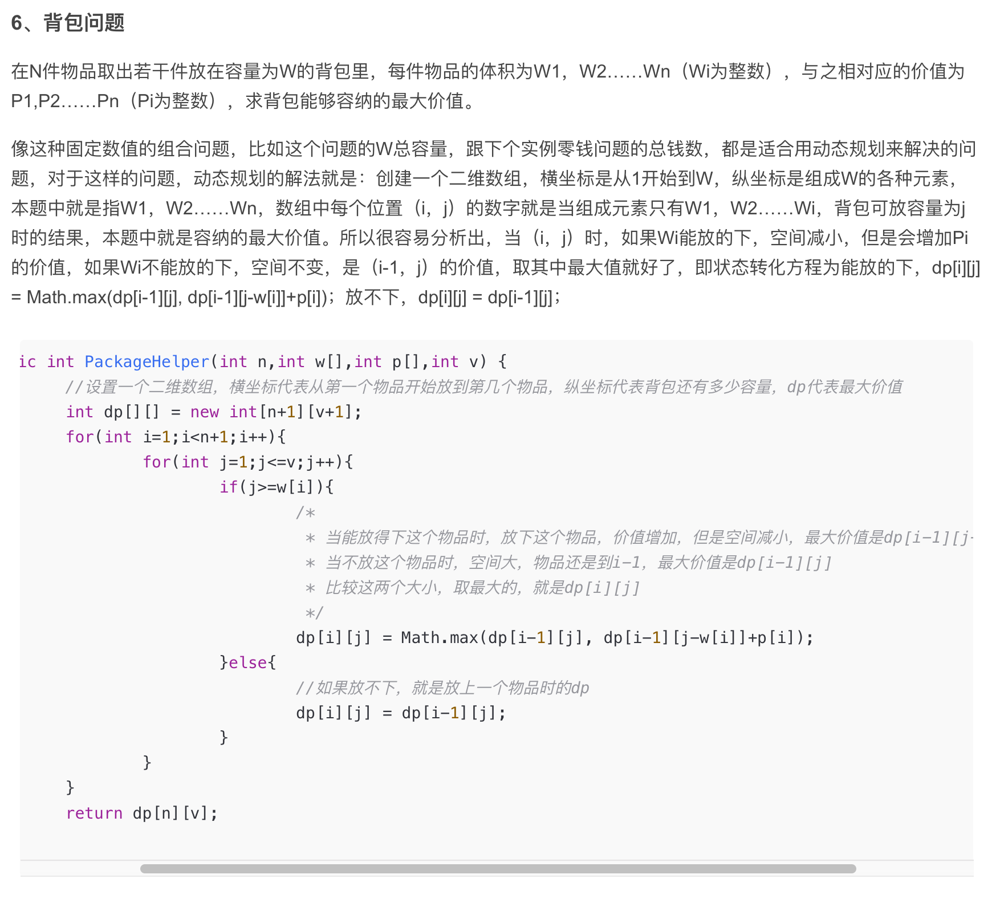 6、背包问题
在N件物品取出若干件放在容量为W的背包里，每件物品的体积为W1，W2……Wn（Wi为整数），与之相对应的价值为
P1,P2……Pn（Pi为整数），求背包能够容纳的最大价值。
像这种固定数值的组合问题，比如这个问题的W总容量，跟下个实例零钱问题的总钱数，都是适合用动态规划来解决的问
题，对于这样的问题，动态规划的解法就是：创建一个二维数组，横坐标是从1开始到W，纵坐标是组成W的各种元素，
本题中就是指W1，W2……Wn，数组中每个位置（i，j）的数字就是当组成元素只有W1，W2……Wi，背包可放容量为j
时的结果，本题中就是容纳的最大价值。所以很容易分析出，当（i，j）时，如果Wi能放的下，空间减小，但是会增加Pi
的价值，如果Wi不能放的下，空间不变，是（i-1，j）的价值，取其中最大值就好了，即状态转化方程为能放的下，dp[i][j]
= Math.max(dp[i-1][j], dp[i-1][j-w[i]]+p[i])；放不下，dp[i][j] = dp[i-1][j]；
ic int PackageHelper(int n,int w[],int p[],int v) {
//设置一个二维数组，横坐标代表从第一个物品开始放到第几个物品，纵坐标代表背包还有多少容量，dp代表最大价值
int dp[][] = new int[n+1][v+1];
for(int i=1;i<n+1;i++){
for(int j=1;j<=v;j++){
if(j>=w[i]){
/*
* 当能放得下这个物品时，放下这个物品，价值增加，但是空间减小，最大价值是dp[i-1][j-
* 当不放这个物品时，空间大，物品还是到i-1，最大价值是dp[i-1][j]
* 比较这两个大小，取最大的，就是dp[i][j]
*/
dp[i][j] = Math.max(dp[i-1][j], dp[i-1][j-w[i]]+p[i]);
}else{
//如果放不下，就是放上一个物品时的dp
dp[i][j] = dp[i-1][j];
}
}
}
return dp[n][v];